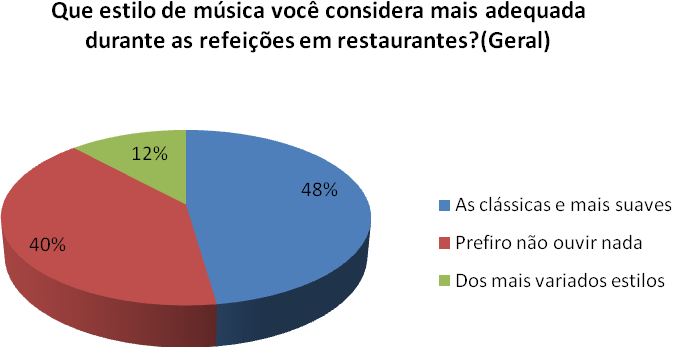 Que estilo de música você considera mais adequada
durante as refeições em restaurantes?(Geral)
12%
48%
40%
As clássicas e mais suaves
Prefiro não ouvir nada
Dos mais variados estilos